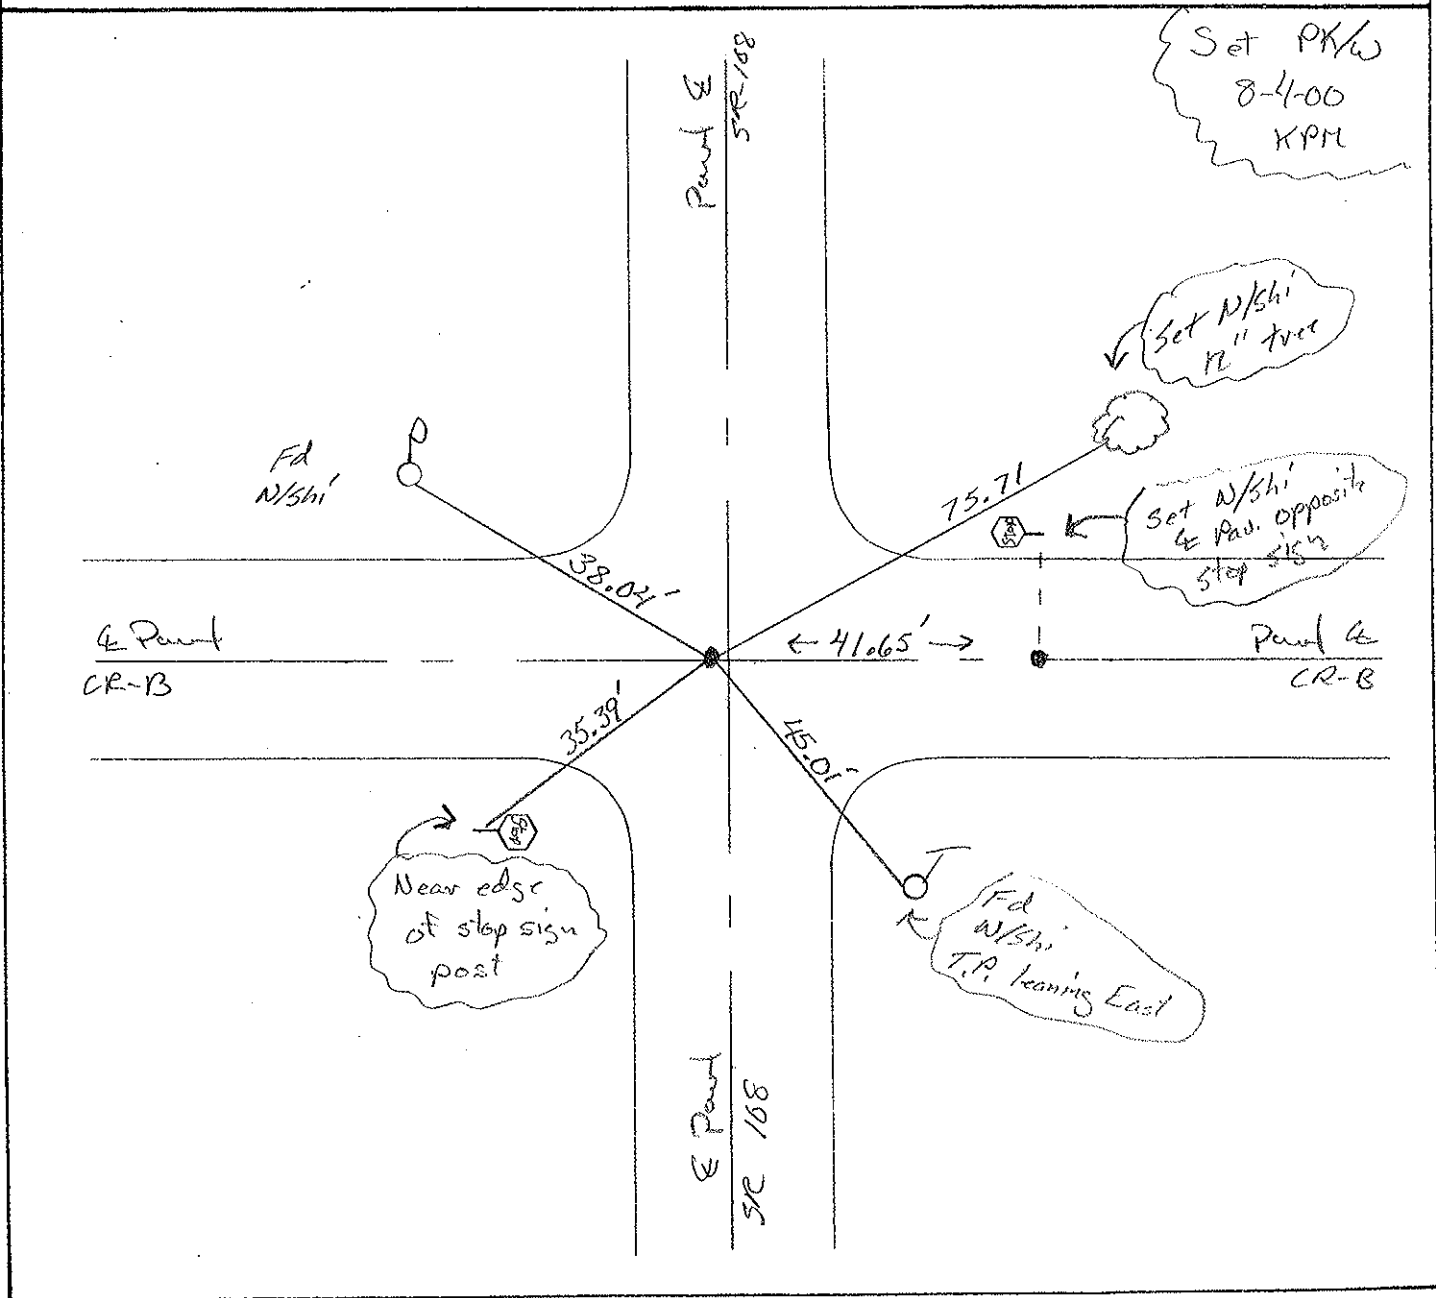 Set PK/W
8-4-00
KPM
Pavmt ℄
SR-168
Set N/Shi
12" tree
P
Fd
N/Shi
75.71
Set N/Shi
℄ Pav. opposite
stop sign
Stop
38.04'
← 41.65' →
℄ Pavmt
CR-B
Pavmt ℄
CR-B
35.39'
45.01'
Stop
Near edge
of stop sign
post
T
Fd
N/Shi
T.P. leaning East
℄ Pavmt
SR 168